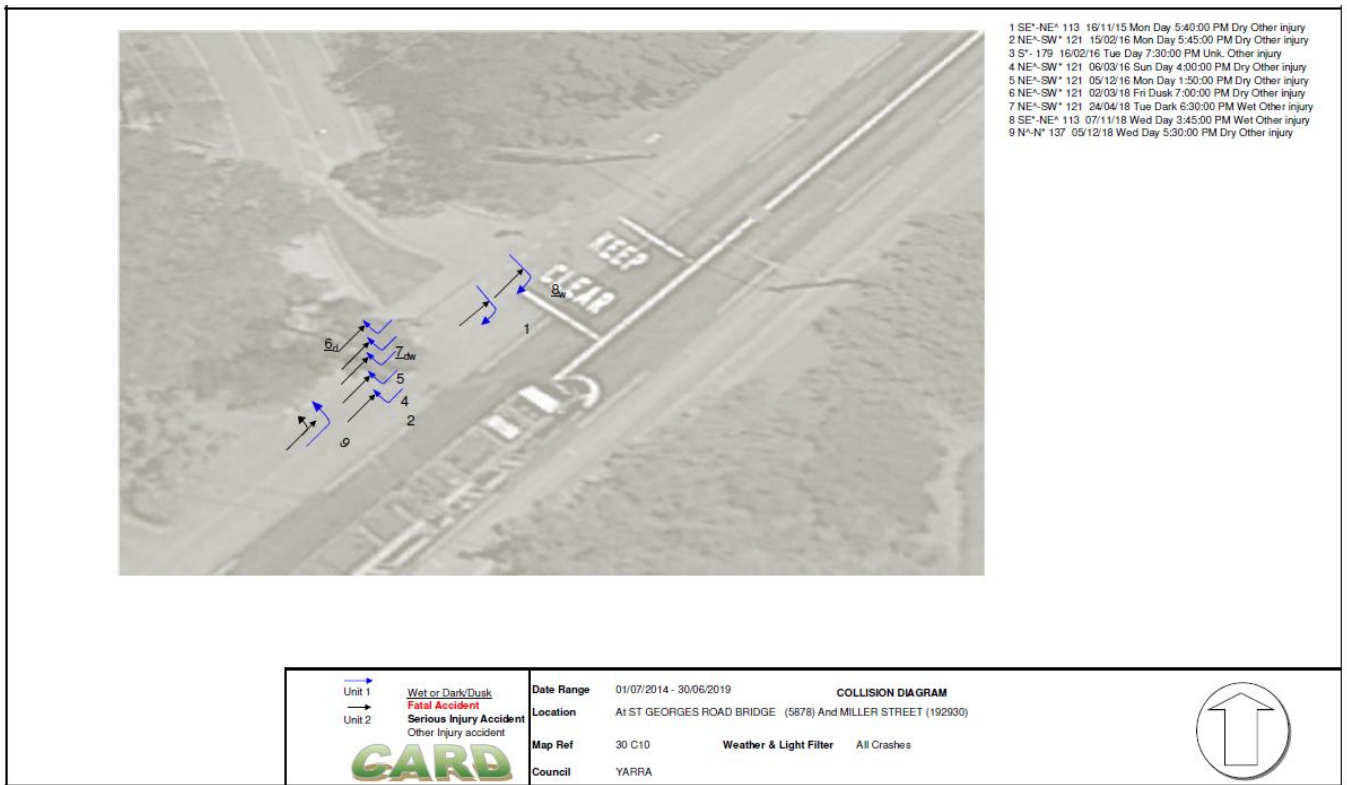 1 SE*-NE^ 113 16/11/15 Mon Day 5:40:00 PM Dry Other injury
2 NE^-SW* 121 15/02/16 Mon Day 5:45:00 PM Dry Other injury
3 S*- 179 16/02/16 Tue Day 7:30:00 PM Unk. Other injury
4 NE^-SW* 121 06/03/16 Sun Day 4:00:00 PM Dry Other injury
5 NE^-SW* 121 05/12/16 Mon Day 1:50:00 PM Dry Other injury
6 NE^-SW* 121 02/03/18 Fri Dusk 7:00:00 PM Dry Other injury
7 NE^-SW* 121 24/04/18 Tue Dark 6:30:00 PM Wet Other injury
8 SE*-NE^ 113 07/11/18 Wed Day 3:45:00 PM Wet Other injury
9 N^-N* 137 05/12/18 Wed Day 5:30:00 PM Dry Other injury
KEEP
CLEAR
8w
1
6d
7dw
5
4
2
9
Unit 1
Unit 2
Wet or Dark/Dusk
Fatal Accident
Serious Injury Accident
Other Injury accident
CARD
Date Range 01/07/2014 - 30/06/2019 COLLISION DIAGRAM
Location At ST GEORGES ROAD BRIDGE (5878) And MILLER STREET (192930)
Map Ref 30 C10 Weather & Light Filter All Crashes
Council YARRA